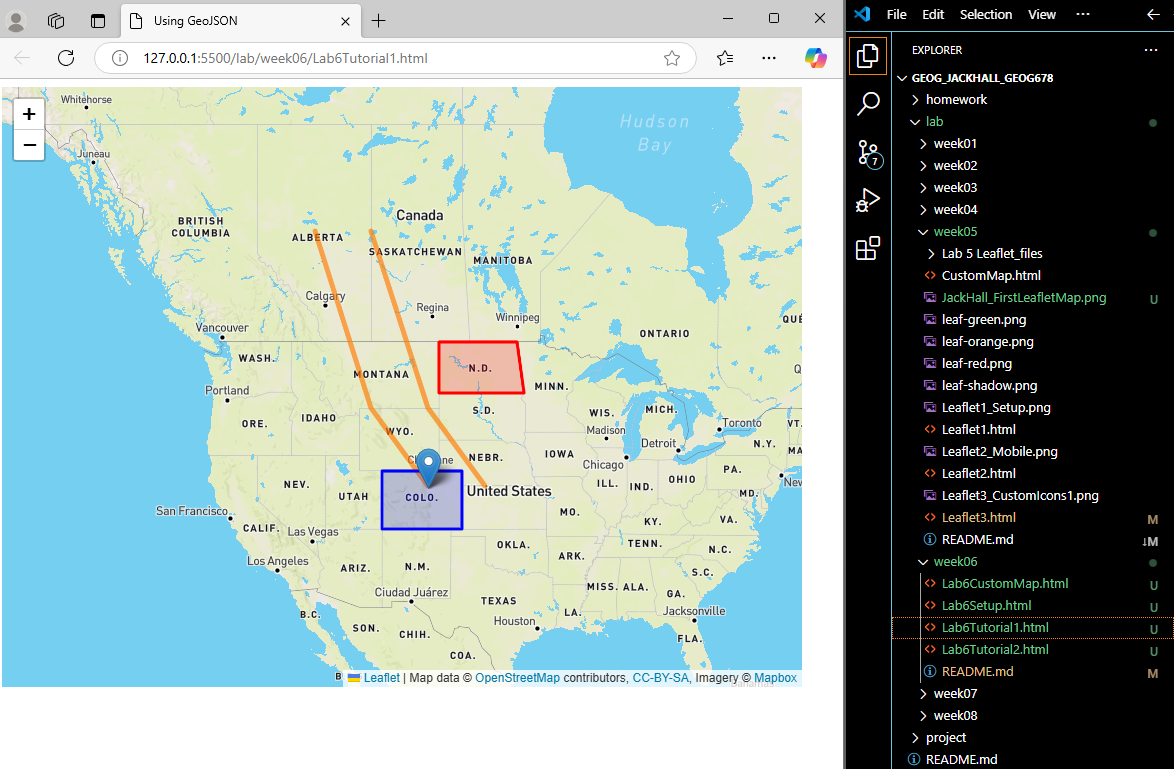 Using GeoJSON
127.0.0.1:5500/lab/week06/Lab6Tutorial1.html
+
−
Whitehorse
Juneau
Hudson
Bay
Canada
BRITISH
COLUMBIA
ALBERTA
SASKATCHEWAN
MANITOBA
Calgary
Regina
Winnipeg
Vancouver
ONTARIO
WASH.
MONTANA
N.D.
MINN.
Portland
S.D.
ORE.
IDAHO
WYO.
WIS.
MICH.
Madison
Toronto
VT.
Detroit
N.Y.
MA
NEBR.
IOWA
Chicago
PA.
NEV.
UTAH
COLO.
United States
ILL.
IND.
OHIO
New
MD.
San Francisco
CALIF.
MO.
KY.
VA.
Las Vegas
OKLA.
TENN.
N.C.
Los Angeles
ARIZ.
N.M.
ARK.
S.C.
MISS.
ALA.
GA.
Ciudad Juárez
TEXAS
B.C.
LA.
Jacksonville
SON.
CHIH.
Houston
FLA.
COA.
Leaflet | Map data © OpenStreetMap contributors, CC-BY-SA, Imagery © Mapbox
File Edit Selection View ···
EXPLORER
GEOG_JACKHALL_GEOG678
homework
lab
week01
week02
week03
week04
week05
7
Lab 5 Leaflet_files
CustomMap.html
JackHall_FirstLeafletMap.png U
leaf-green.png
leaf-orange.png
leaf-red.png
leaf-shadow.png
Leaflet1_Setup.png
Leaflet1.html
Leaflet2_Mobile.png
Leaflet2.html
Leaflet3_CustomIcons1.png
Leaflet3.html M
README.md ↓M
week06
Lab6CustomMap.html U
Lab6Setup.html U
Lab6Tutorial1.html U
Lab6Tutorial2.html U
README.md M
week07
week08
project
README.md